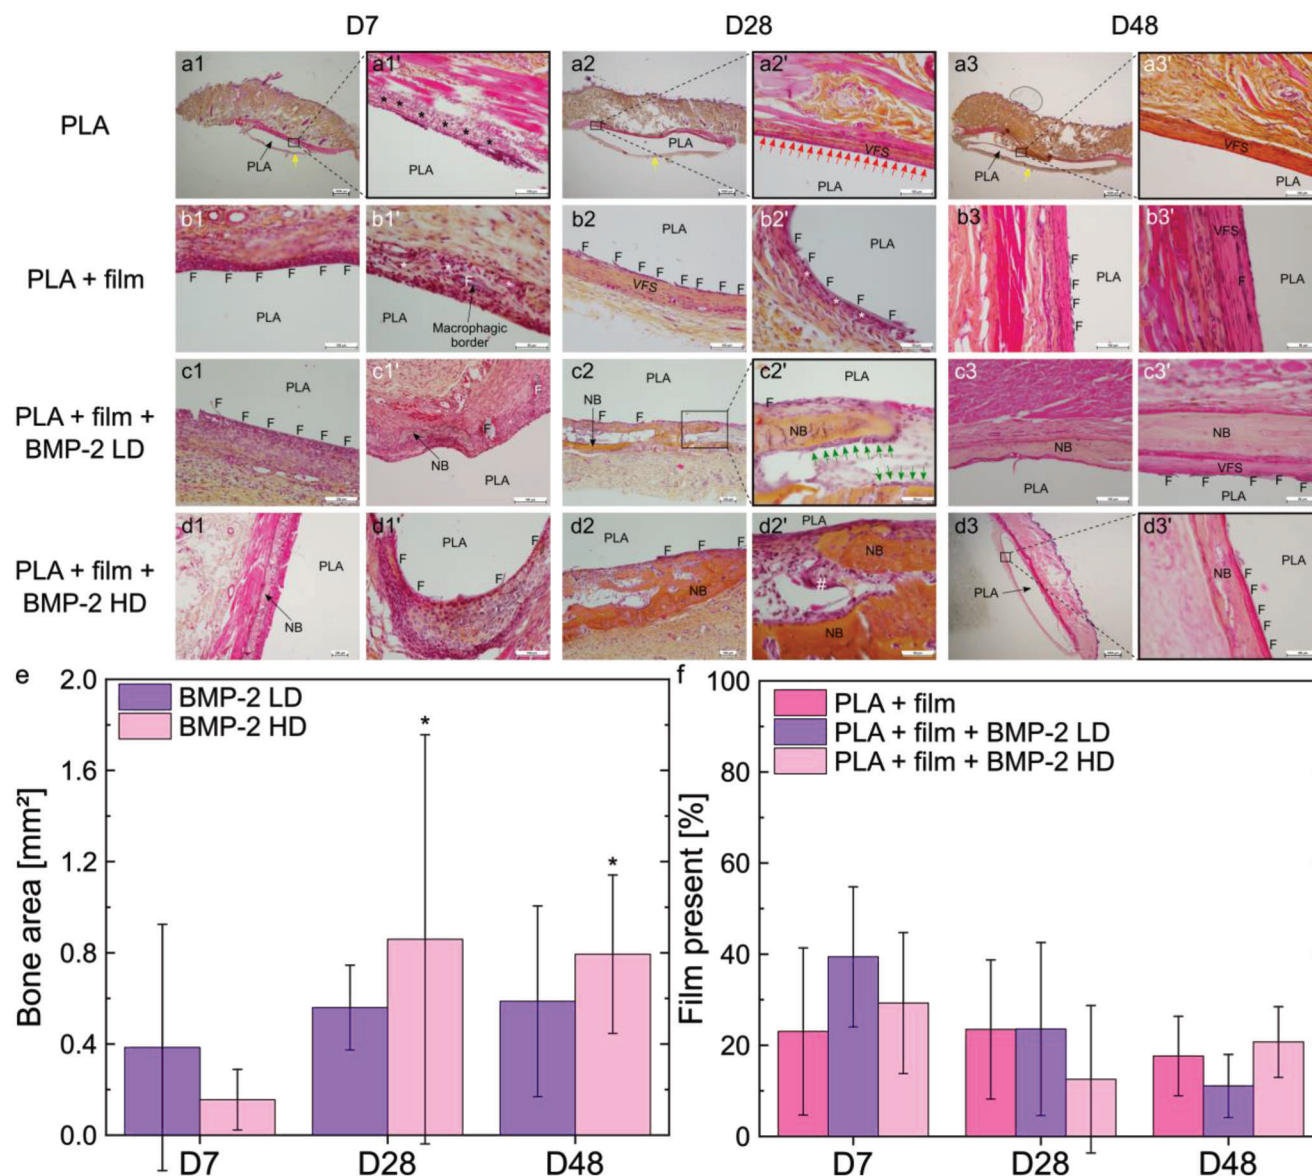 D7 D28 D48
PLA
a1 PLA
a1' * * * * * *
a2 PLA
a2' VFS PLA
a3 PLA
a3' VFS PLA
PLA + film
b1 F F F F F F PLA
b1' * * F * PLA Macrophagic border
b2 PLA F F F F F F F VFS
b2' F PLA F F F * * *
b3 F F F F PLA
b3' VFS F PLA
PLA + film + BMP-2 LD
c1 PLA F F F F F F
c1' F F NB PLA
c2 PLA F F NB
c2' PLA F NB
c3 NB PLA
c3' NB VFS F F F F PLA
PLA + film + BMP-2 HD
d1 PLA NB
d1' PLA F F F F
d2 PLA F F F NB
d2' PLA NB # NB
d3 PLA
d3' NB F F F F PLA
e
BMP-2 LD
BMP-2 HD
Bone area [mm²]
2.0
1.6
1.2
0.8
0.4
0.0
*
*
D7 D28 D48
f
PLA + film
PLA + film + BMP-2 LD
PLA + film + BMP-2 HD
Film present [%]
100
80
60
40
20
0
D7 D28 D48